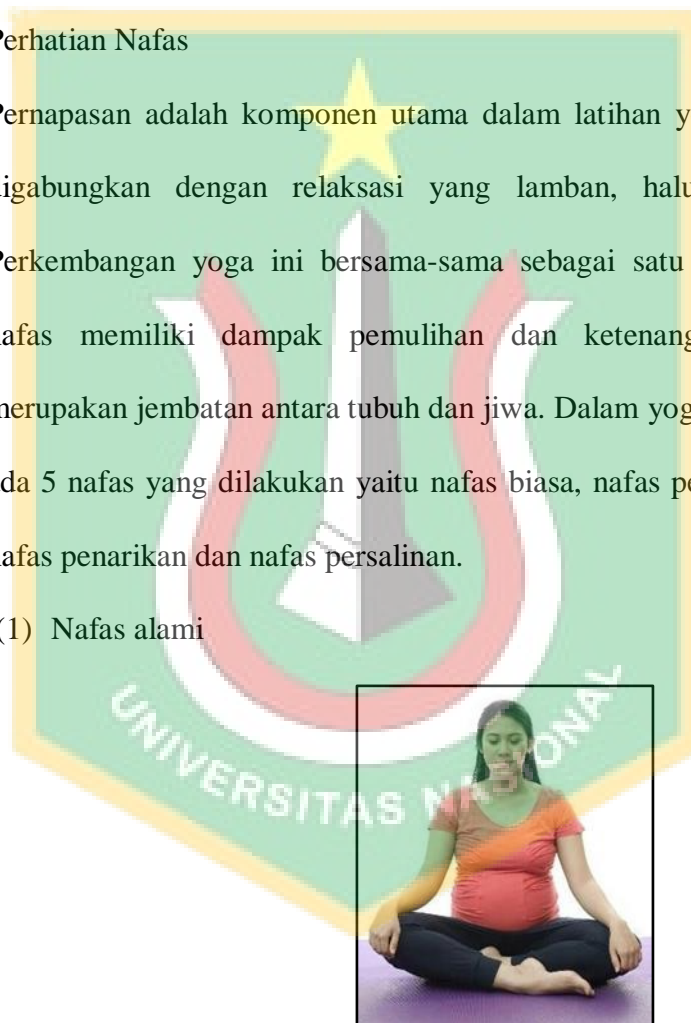 Perhatian Nafas
Pernapasan adalah komponen utama dalam latihan y
digabungkan dengan relaksasi yang lamban, halu
Perkembangan yoga ini bersama-sama sebagai satu
nafas memiliki dampak pemulihan dan ketenang
merupakan jembatan antara tubuh dan jiwa. Dalam yog
ada 5 nafas yang dilakukan yaitu nafas biasa, nafas pe
nafas penarikan dan nafas persalinan.
(1) Nafas alami
UNIVERSITAS NASIONAL